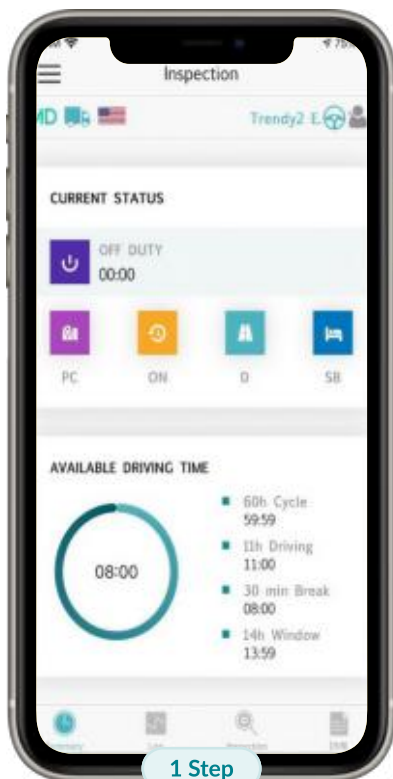 Inspection
Trendy2 E.
CURRENT STATUS
OFF DUTY
00:00
PC
ON
D
SB
AVAILABLE DRIVING TIME
08:00
60h Cycle
59:59
11h Driving
11:00
30 min Break
08:00
14h Window
13:59
1 Step